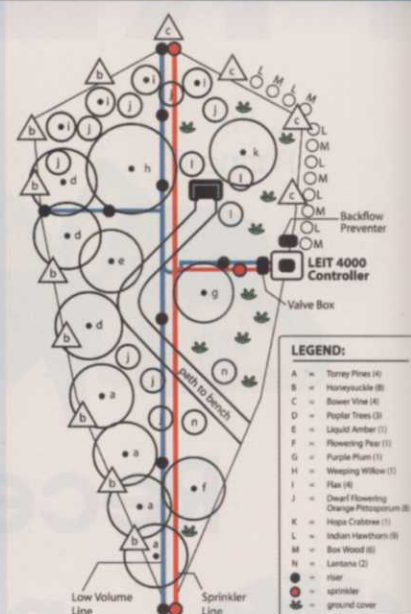 c
b
c
i
i
j
L
M
L
M
i
j
j
c
b
i
j
L
M
j
h
l
k
L
d
l
M
b
c
L
l
M
d
L
M
Backflow
Preventer
e
LEIT 4000
Controller
b
g
Valve Box
d
b
j
path to bench
n
j
a
j
n
b
a
b
f
a
b
a
Low Volume
Line
Sprinkler
Line
LEGEND:
A = Torrey Pines (4)
B = Honeysuckle (8)
C = Bower Vine (4)
D = Poplar Trees (3)
E = Liquid Amber (1)
F = Flowering Pear (1)
G = Purple Plum (1)
H = Weeping Willow (1)
I = Flax (4)
J = Dwarf Flowering
Orange Pittosporum (8)
K = Hopa Crabtree (1)
L = Indian Hawthorn (9)
M = Box Wood (6)
N = Lantana (2)
= riser
= sprinkler
= ground cover